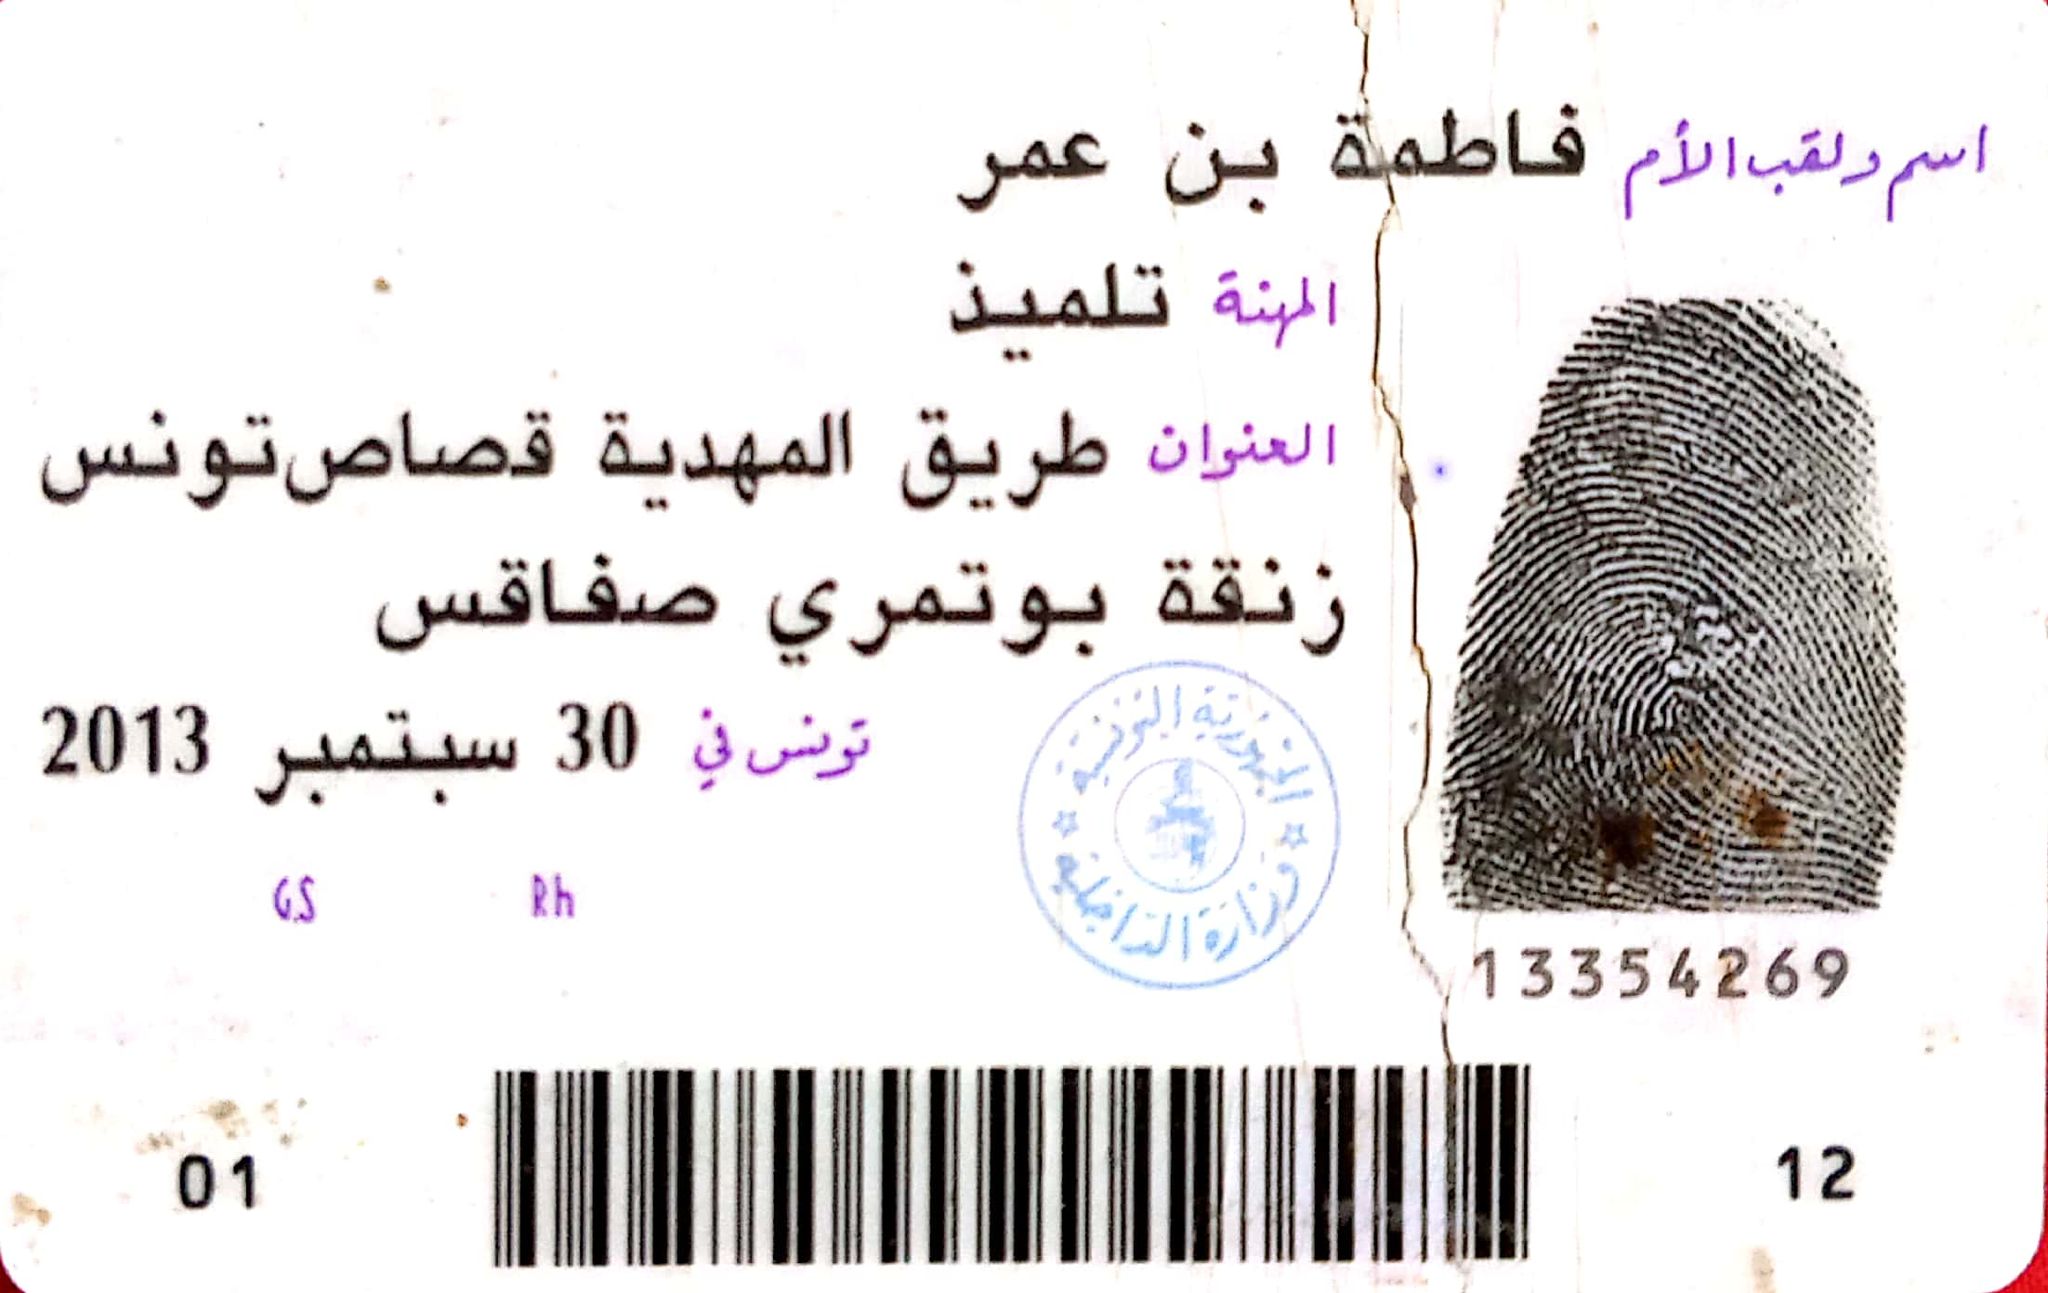 اسم ولقب الأم فاطمة بن عمر
المهنة تلميذ
العنوان طريق المهدية قصاص تونس
زنقة بوتمري صفاقس
تونس في 30 سبتمبر 2013
الجمهورية التونسية
وزارة الداخلية
GS Rh
13354269
01 12